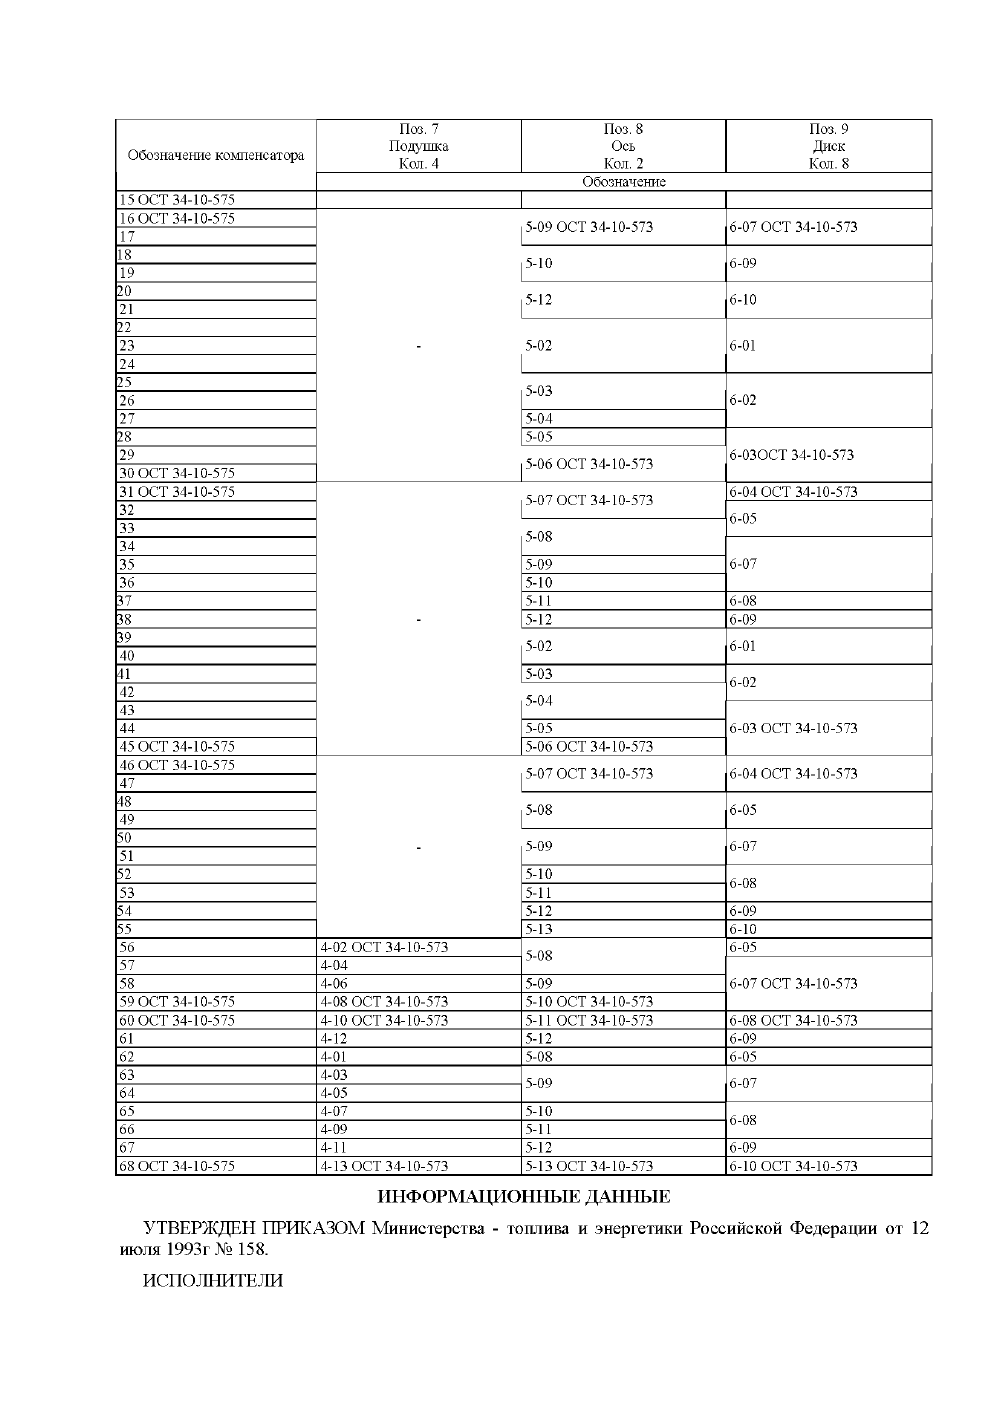 Обозначение компенсатора
Поз. 7
Подушка
Кол. 4
Поз. 8
Ось
Кол. 2
Поз. 9
Диск
Кол. 8
Обозначение
15 ОСТ 34-10-575
16 ОСТ 34-10-575
17
5-09 ОСТ 34-10-573 6-07 ОСТ 34-10-573
18
19
5-10 6-09
20
21
5-12 6-10
22
23 - 5-02 6-01
24
25
26
5-03
6-02
27 5-04
28 5-05
29
30 ОСТ 34-10-575
5-06 ОСТ 34-10-573
6-03ОСТ 34-10-573
31 ОСТ 34-10-575 6-04 ОСТ 34-10-573
32
5-07 ОСТ 34-10-573
6-05
33
34
5-08
35 5-09 6-07
36 5-10
37 5-11 6-08
38 - 5-12 6-09
39
40
5-02 6-01
41 5-03
6-02
42
43
5-04
44 5-05 6-03 ОСТ 34-10-573
45 ОСТ 34-10-575 5-06 ОСТ 34-10-573
46 ОСТ 34-10-575
47
5-07 ОСТ 34-10-573 6-04 ОСТ 34-10-573
48
49
5-08 6-05
50
51
- 5-09 6-07
52 5-10
53 5-11
6-08
54 5-12 6-09
55 5-13 6-10
56 4-02 ОСТ 34-10-573 6-05
5-08
57 4-04
58 4-06 5-09 6-07 ОСТ 34-10-573
59 ОСТ 34-10-575 4-08 ОСТ 34-10-573 5-10 ОСТ 34-10-573
60 ОСТ 34-10-575 4-10 ОСТ 34-10-573 5-11 ОСТ 34-10-573 6-08 ОСТ 34-10-573
61 4-12 5-12 6-09
62 4-01 5-08 6-05
63 4-03
64 4-05
5-09 6-07
65 4-07 5-10
66 4-09 5-11
6-08
67 4-11 5-12 6-09
68 ОСТ 34-10-575 4-13 ОСТ 34-10-573 5-13 ОСТ 34-10-573 6-10 ОСТ 34-10-573
ИНФОРМАЦИОННЫЕ ДАННЫЕ
УТВЕРЖДЕН ПРИКАЗОМ Министерства - топлива и энергетики Российской Федерации от 12
июля 1993г № 158.
ИСПОЛНИТЕЛИ